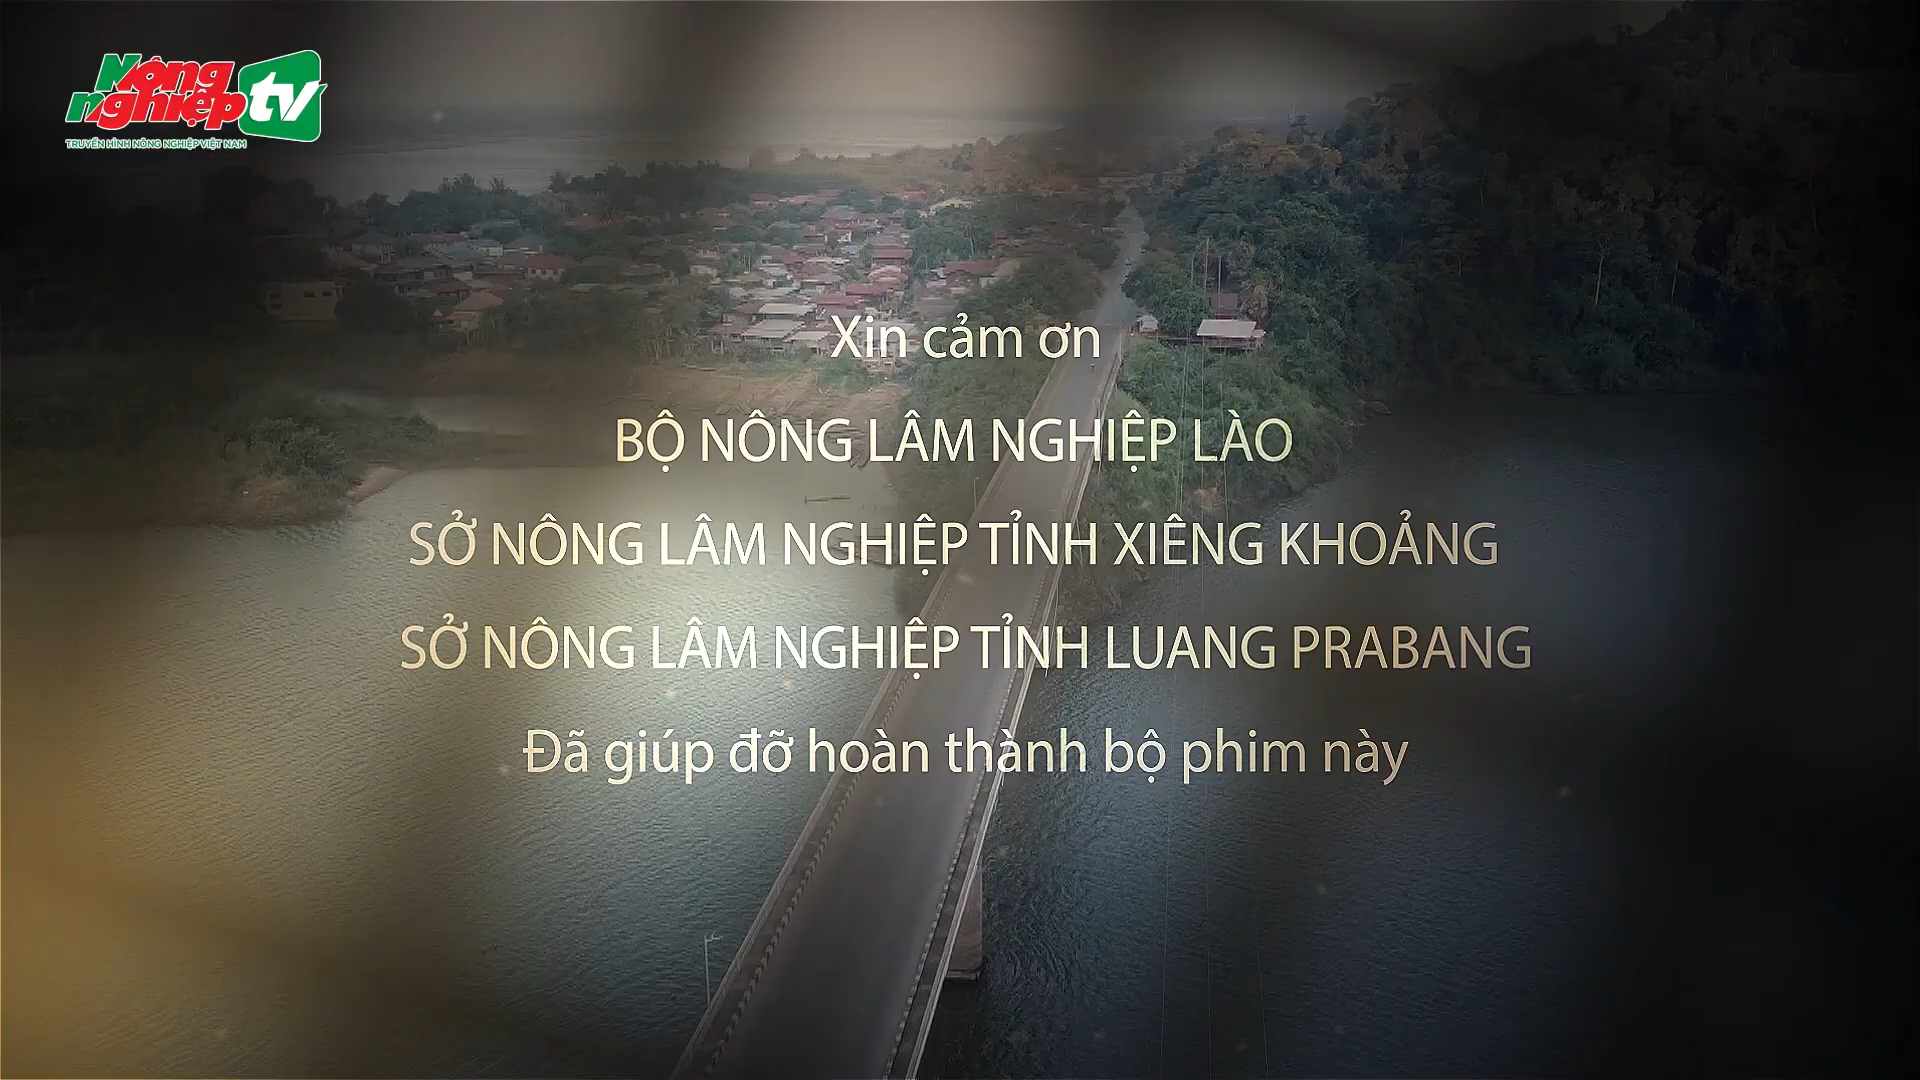 Nông
nghiệp tv
TRUYỀN HÌNH NÔNG NGHIỆP VIỆT NAM
Xin cảm ơn
BỘ NÔNG LÂM NGHIỆP LÀO
SỞ NÔNG LÂM NGHIỆP TỈNH XIÊNG KHOẢNG
SỞ NÔNG LÂM NGHIỆP TỈNH LUANG PRABANG
Đã giúp đỡ hoàn thành bộ phim này